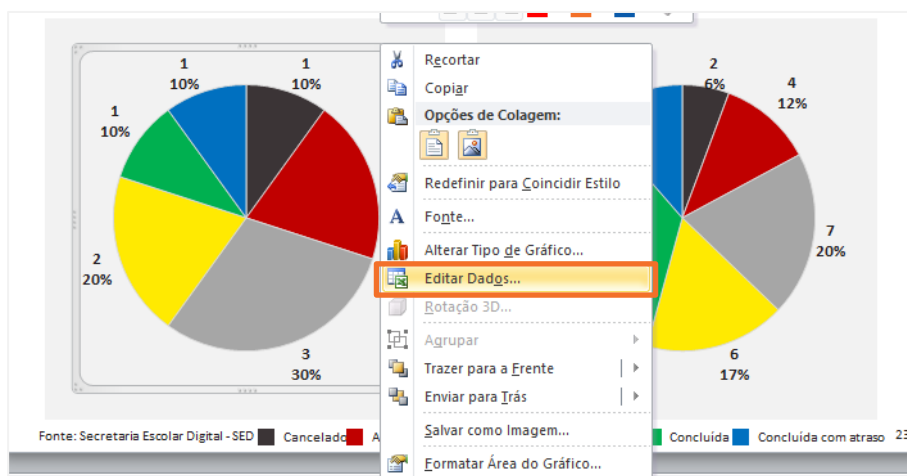 1
10%
1
10%
1
10%
2
20%
3
30%
Recortar
Copiar
Opções de Colagem:
Redefinir para Coincidir Estilo
A Fonte...
Alterar Tipo de Gráfico...
Editar Dados...
Rotação 3D...
Agrupar
Trazer para a Frente
Enviar para Trás
Salvar como Imagem...
Formatar Área do Gráfico...
2
6%
4
12%
7
20%
6
17%
Fonte: Secretaria Escolar Digital - SED Cancelado A Concluída Concluída com atraso 23